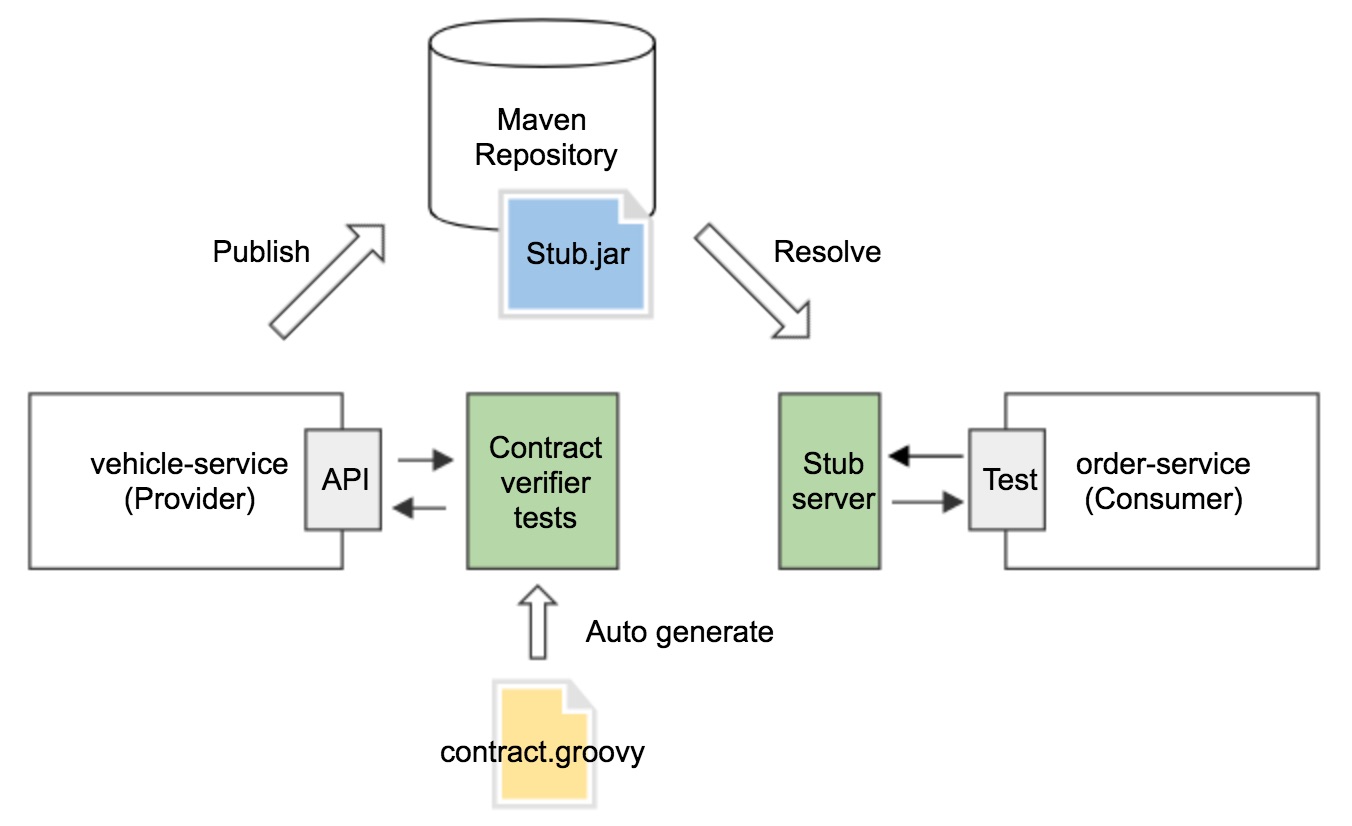 Maven
Repository
Stub.jar
Publish
Resolve
vehicle-service
(Provider)
API
Contract
verifier
tests
Stub
server
Test
order-service
(Consumer)
Auto generate
contract.groovy